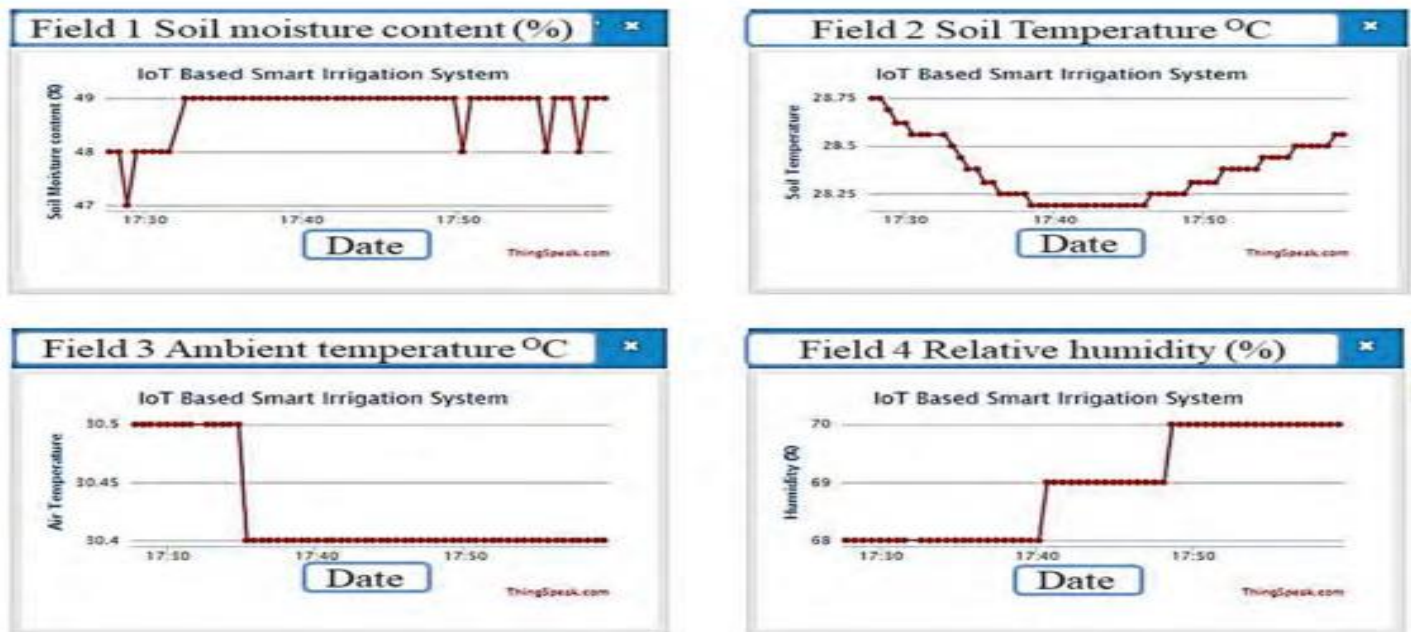 Field 1 Soil moisture content (%)
IoT Based Smart Irrigation System
Soil Moisture content (%)
49
48
47
17:30
17:40
17:50
Date
ThingSpeak.com
Field 2 Soil Temperature OC
IoT Based Smart Irrigation System
Soil Temperature
28.75
28.5
28.25
17:30
17:40
17:50
Date
ThingSpeak.com
Field 3 Ambient temperature OC
IoT Based Smart Irrigation System
Air Temperature
30.5
30.45
30.4
17:30
17:40
17:50
Date
ThingSpeak.com
Field 4 Relative humidity (%)
IoT Based Smart Irrigation System
Humidity (%)
70
69
68
17:30
17:40
17:50
Date
ThingSpeak.com